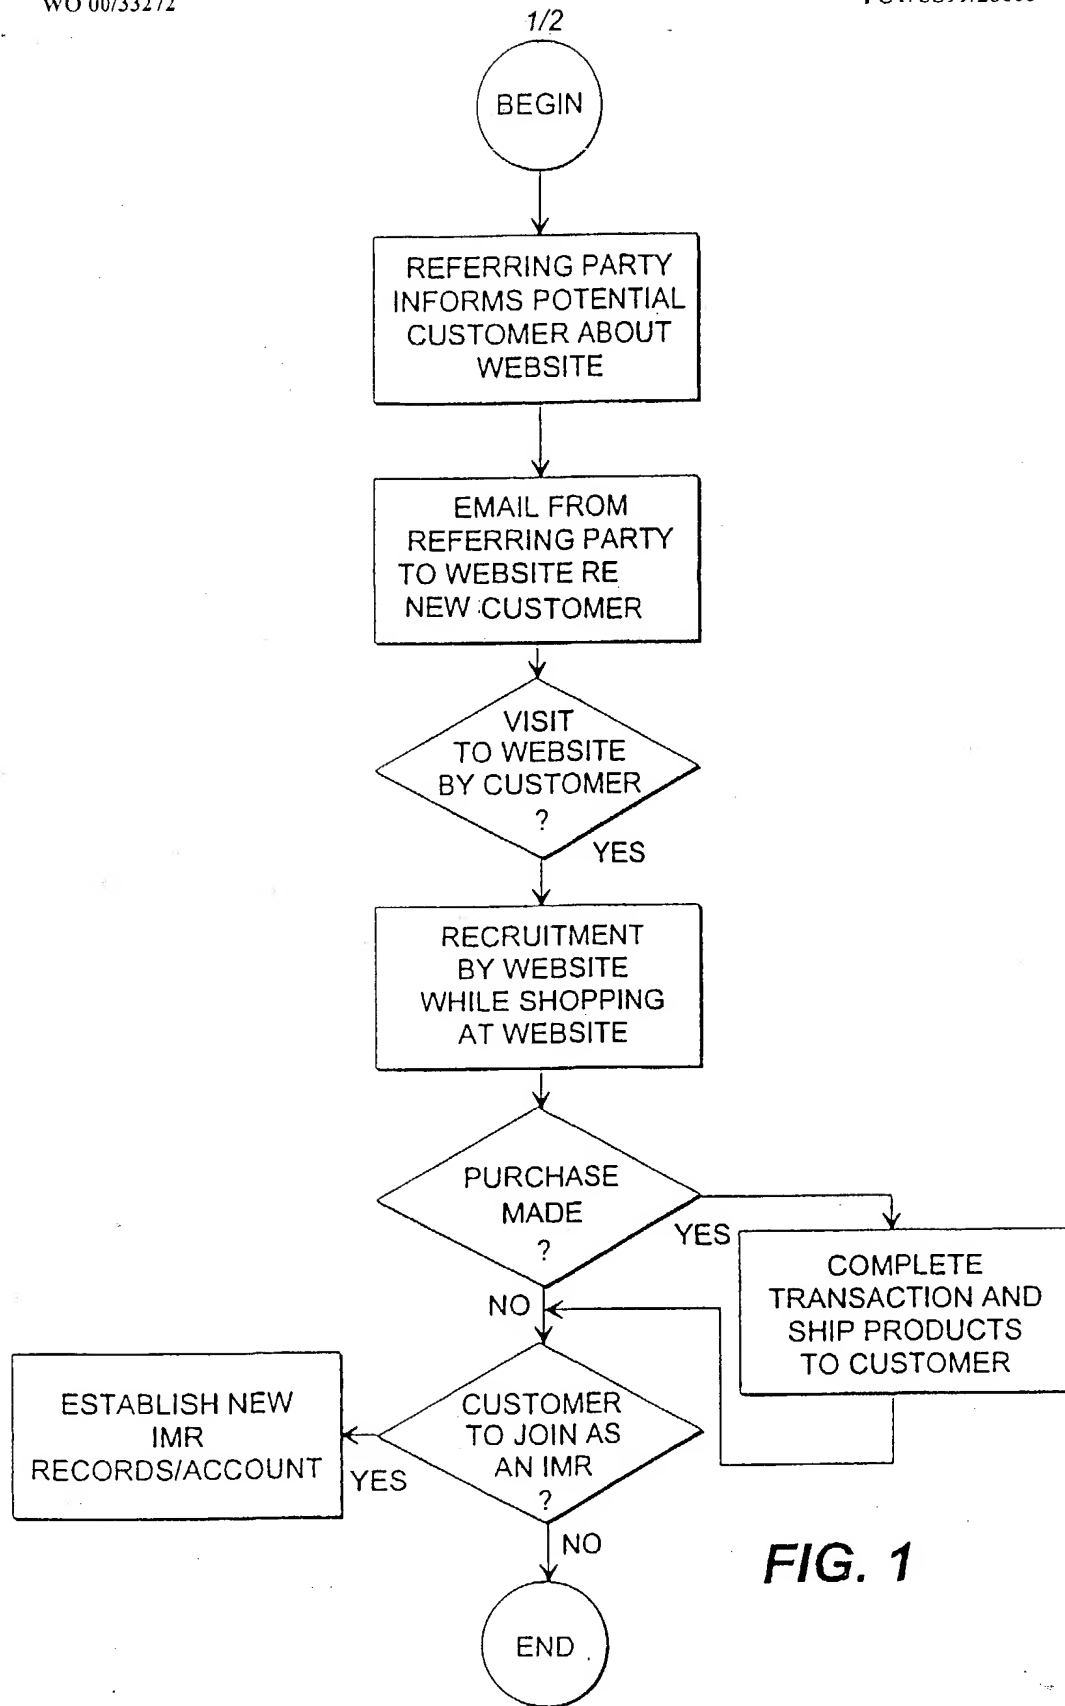 WO 00/33272
1/2
BEGIN
REFERRING PARTY
INFORMS POTENTIAL
CUSTOMER ABOUT
WEBSITE
EMAIL FROM
REFERRING PARTY
TO WEBSITE RE
NEW CUSTOMER
VISIT
TO WEBSITE
BY CUSTOMER
?
YES
RECRUITMENT
BY WEBSITE
WHILE SHOPPING
AT WEBSITE
PURCHASE
MADE
?
YES
COMPLETE
TRANSACTION AND
SHIP PRODUCTS
TO CUSTOMER
NO
CUSTOMER
TO JOIN AS
AN IMR
?
YES
ESTABLISH NEW
IMR
RECORDS/ACCOUNT
NO
END
FIG. 1